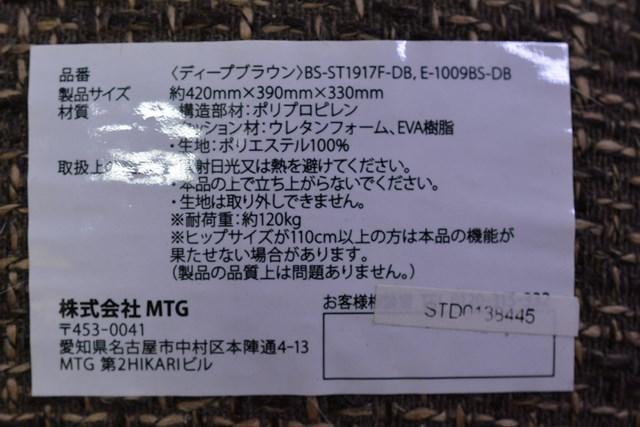 品番 〈ディープブラウン〉BS-ST1917F-DB, E-1009BS-DB
製品サイズ 約420mm×390mm×330mm
材質 構造部材：ポリプロピレン
ッション材：ウレタンフォーム、EVA樹脂
・生地：ポリエステル100%
取扱上の 射日光又は熱を避けてください。
・本品の上で立ち上がらないでください。
・生地は取り外しできません。
※耐荷重：約120kg
※ヒップサイズが110cm以上の方は本品の機能が
果たせない場合があります。
（製品の品質上は問題ありません。）
株式会社 MTG
〒453-0041
愛知県名古屋市中村区本陣通4-13
MTG 第2HIKARIビル
お客様相
STD0138445